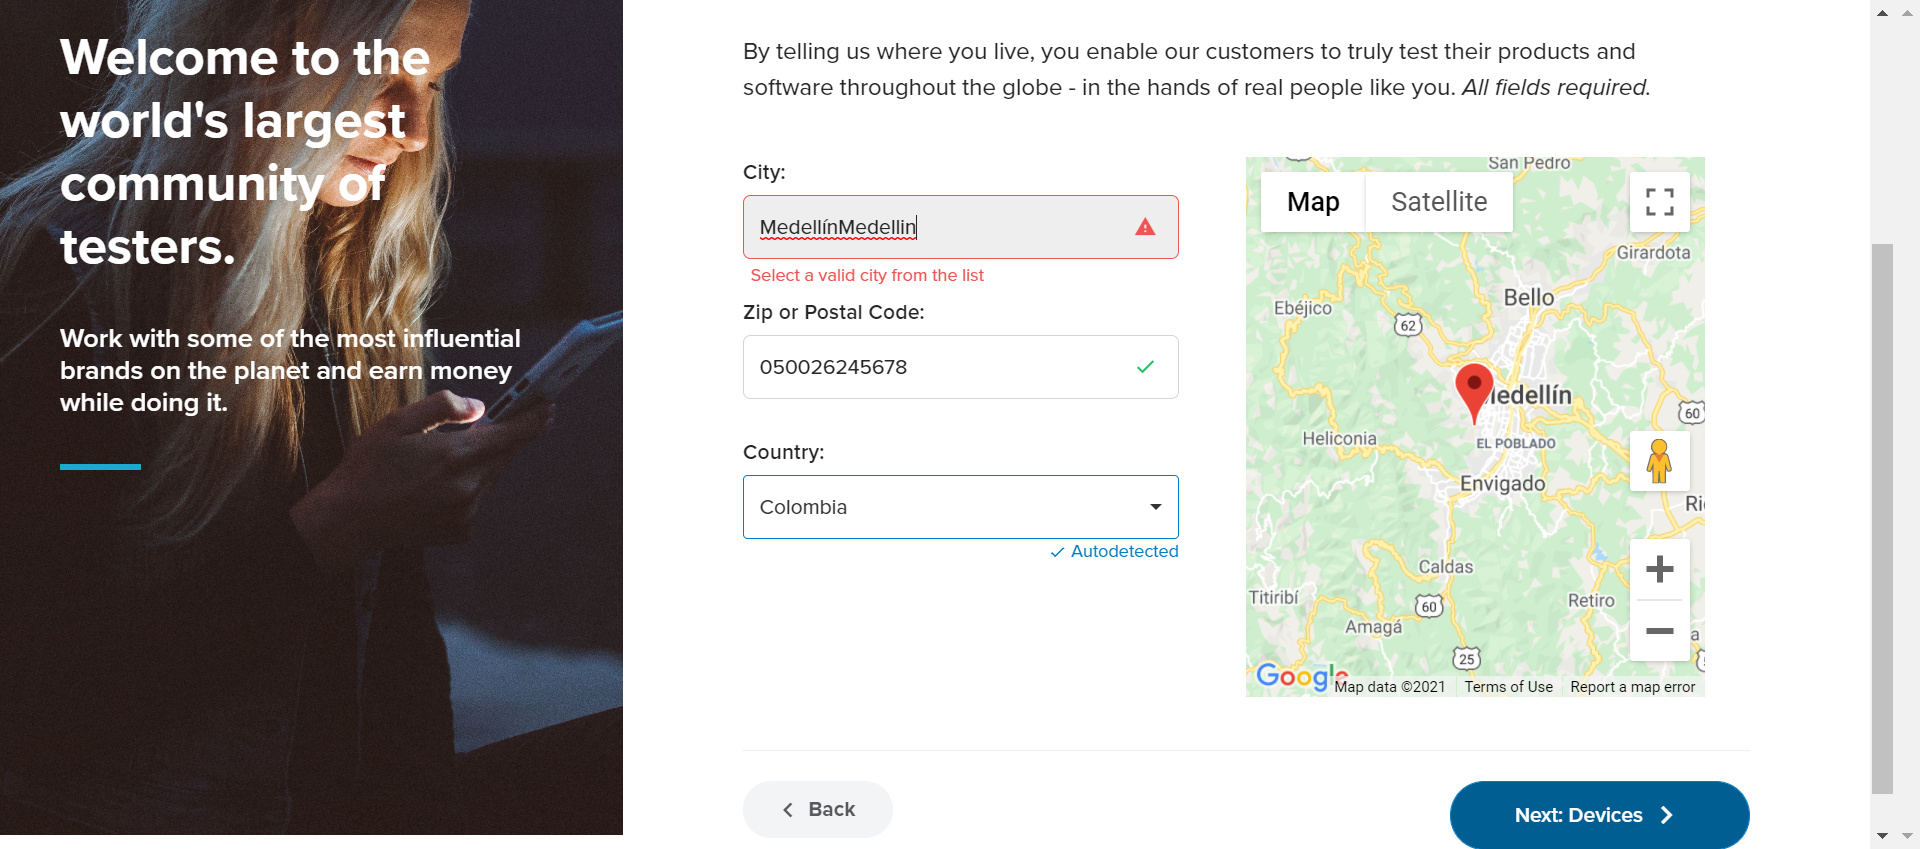 Welcome to the
world's largest
community of
testers.
Work with some of the most influential
brands on the planet and earn money
while doing it.
By telling us where you live, you enable our customers to truly test their products and
software throughout the globe - in the hands of real people like you. All fields required.
City:
MedellínMedellin
Select a valid city from the list
Zip or Postal Code:
050026245678
Country:
Colombia
Autodetected
San Pedro
Map
Satellite
Girardota
Bello
Ebéjico
62
Medellín
60
Heliconia
EL POBLADO
Envigado
Caldas
Titiribí
60
Retiro
Amagá
25
Google
Map data ©2021
Terms of Use
Report a map error
Back
Next: Devices